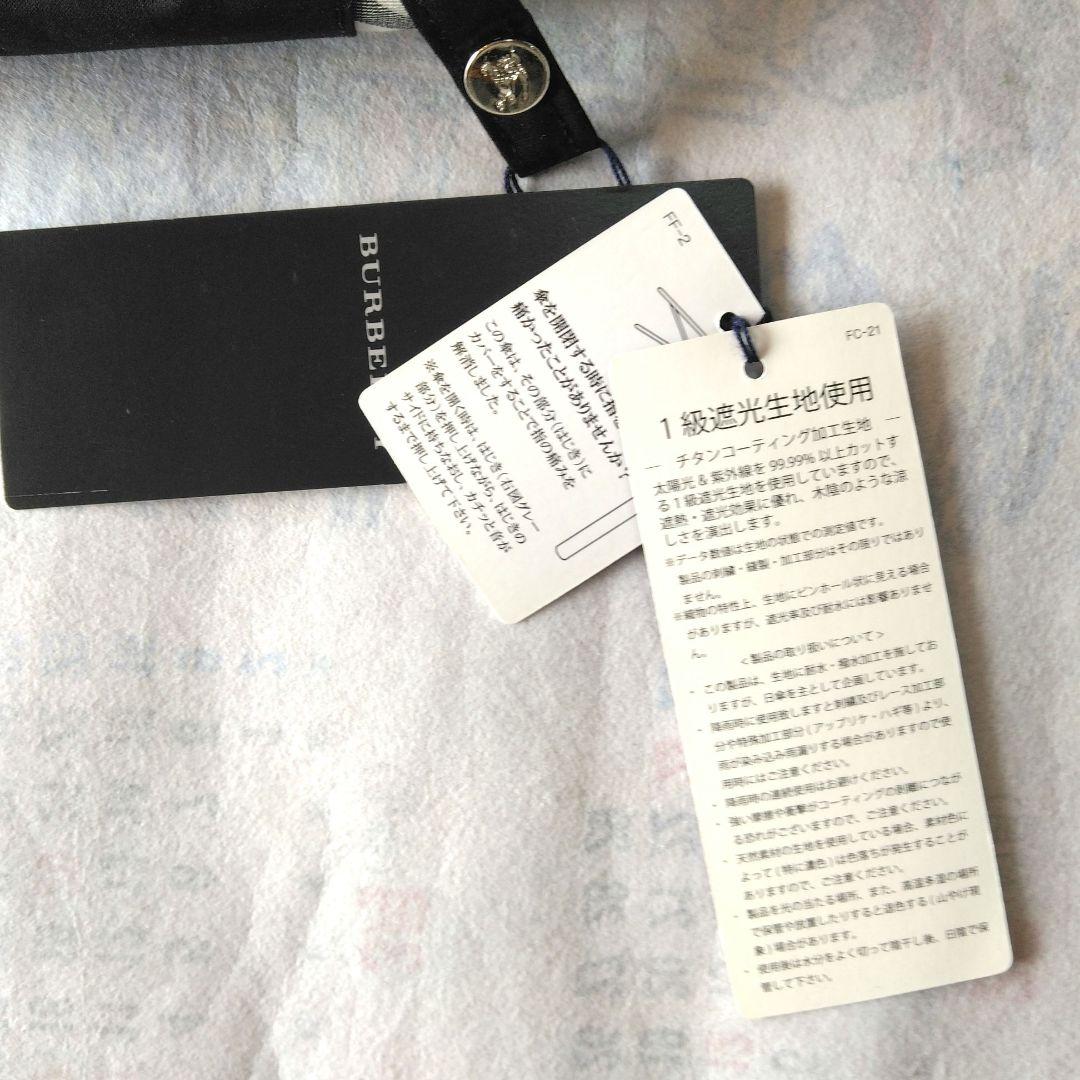 BURBE
FF-2
傘を開閉する時に指を
痛かったことがありませんか?
この傘は、その部分(はじき)に
カバーをすることで指の痛みを
解消しました。
※傘を開く時は、はじき(右図グレー
部分)を押し上げながら、はじきの
サイドに持ちなおし、カチッと音が
するまで押し上げて下さい。
FC-21
1級遮光生地使用
チタンコーティング加工生地
太陽光&紫外線を99.99%以上カットす
る1級遮光生地を使用していますので、
遮熱・遮光効果に優れ、木陰のような涼
しさを演出します。
※データ数値は生地の状態での測定値です。
製品の刺繍・縫製・加工部分はその限りではあり
ません。
※織物の特性上、生地にピンホール状に見える場合
がありますが、遮光率及び耐水には影響ありませ
ん。
<製品の取り扱いについて>
・この製品は、生地に耐水・撥水加工を施してお
りますが、日傘を主として企画しています。
・降雨時に使用致しますと刺繍及びレース加工部
分や特殊加工部分(アップリケ・ハギ等)より、
雨が染み込み雨漏りする場合がありますので使
用時にはご注意ください。
・降雨時の連続使用はお避けください。
・強い摩擦や衝撃がコーティングの剥離につなが
る恐れがございますので、ご注意ください。
・天然素材の生地を使用している場合、素材色に
よって(特に濃色)は色落ちが発生することが
ありますので、ご注意ください。
・製品を光の当たる場所、また、高温多湿の場所
で保管や放置したりすると退色する(山やけ現
象)場合があります。
・使用後は水分をよく切って陰干し後、日陰で保
管して下さい。